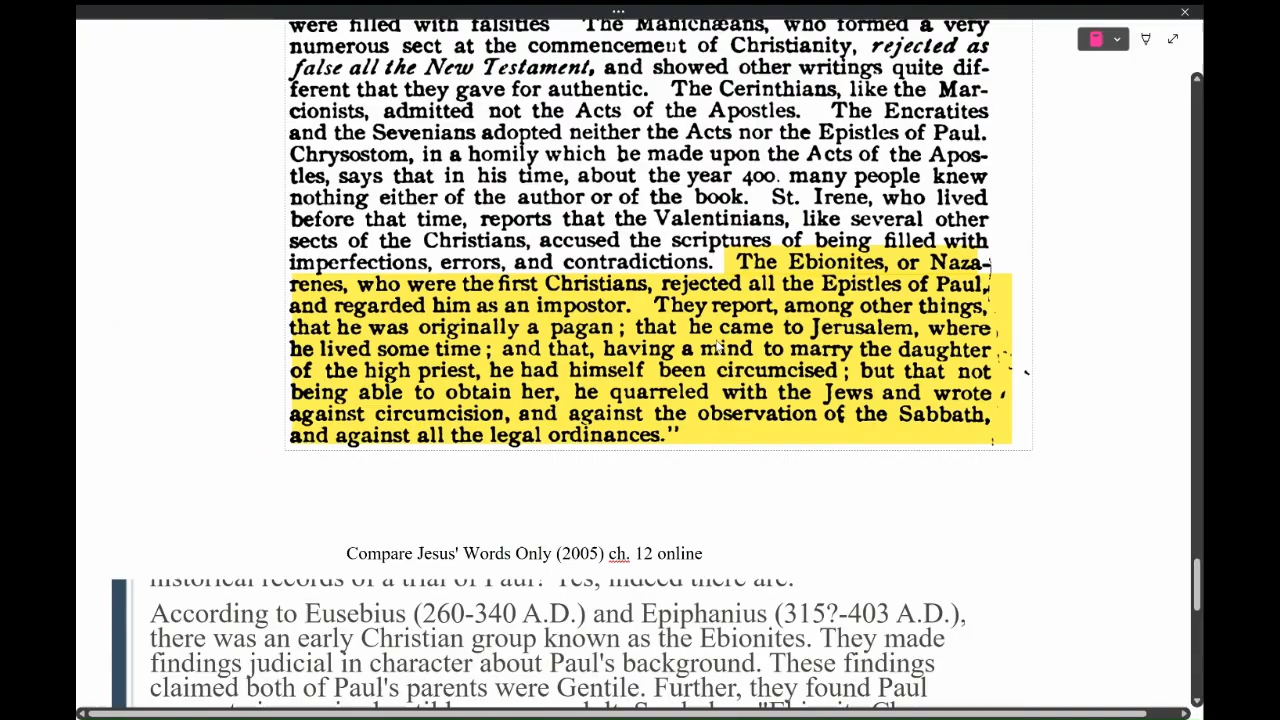 were filled with falsities   The Manichæans, who formed a very
numerous sect at the commencement of Christianity, rejected as
false all the New Testament, and showed other writings quite dif-
ferent that they gave for authentic.   The Cerinthians, like the Mar-
cionists, admitted not the Acts of the Apostles.   The Encratites
and the Sevenians adopted neither the Acts nor the Epistles of Paul.
Chrysostom, in a homily which he made upon the Acts of the Apos-
tles, says that in his time, about the year 400. many people knew
nothing either of the author or of the book.   St. Irene, who lived
before that time, reports that the Valentinians, like several other
sects of the Christians, accused the scriptures of being filled with
imperfections, errors, and contradictions.   The Ebionites, or Naza-
renes, who were the first Christians, rejected all the Epistles of Paul,
and regarded him as an impostor.   They report, among other things,
that he was originally a pagan ; that he came to Jerusalem, where
he lived some time ; and that, having a mind to marry the daughter
of the high priest, he had himself been circumcised ; but that not
being able to obtain her, he quarreled with the Jews and wrote
against circumcision, and against the observation of the Sabbath,
and against all the legal ordinances."
Compare Jesus' Words Only (2005) ch. 12 online
historical records of a trial of Paul? Yes, indeed there are.
According to Eusebius (260-340 A.D.) and Epiphanius (315?-403 A.D.),
there was an early Christian group known as the Ebionites. They made
findings judicial in character about Paul's background. These findings
claimed both of Paul's parents were Gentile. Further, they found Paul